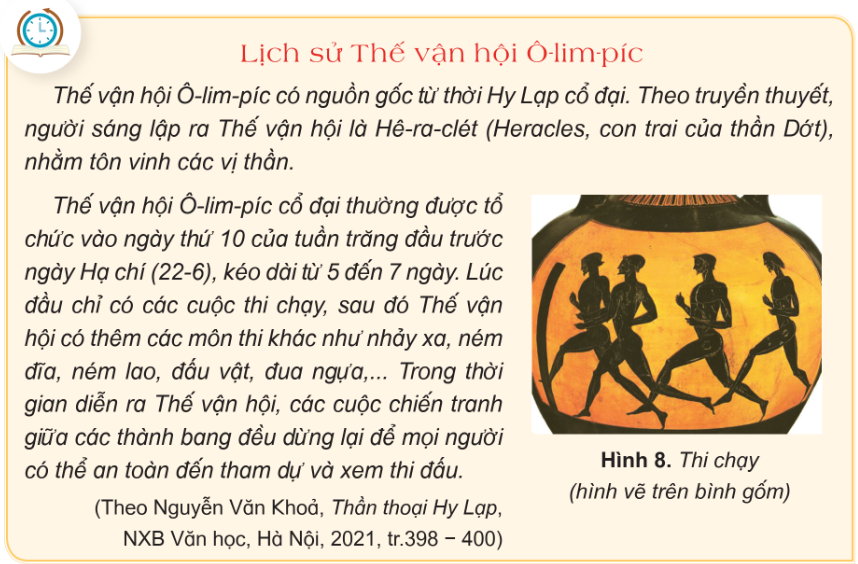 Lịch sử Thế vận hội Ô-lim-píc
Thế vận hội Ô-lim-píc có nguồn gốc từ thời Hy Lạp cổ đại. Theo truyền thuyết,
người sáng lập ra Thế vận hội là Hê-ra-clét (Heracles, con trai của thần Dớt),
nhằm tôn vinh các vị thần.
Thế vận hội Ô-lim-píc cổ đại thường được tổ
chức vào ngày thứ 10 của tuần trăng đầu trước
ngày Hạ chí (22-6), kéo dài từ 5 đến 7 ngày. Lúc
đầu chỉ có các cuộc thi chạy, sau đó Thế vận
hội có thêm các môn thi khác như nhảy xa, ném
đĩa, ném lao, đấu vật, đua ngựa,... Trong thời
gian diễn ra Thế vận hội, các cuộc chiến tranh
giữa các thành bang đều dừng lại để mọi người
có thể an toàn đến tham dự và xem thi đấu.
(Theo Nguyễn Văn Khoả, Thần thoại Hy Lạp,
NXB Văn học, Hà Nội, 2021, tr.398 – 400)
Hình 8. Thi chạy
(hình vẽ trên bình gốm)